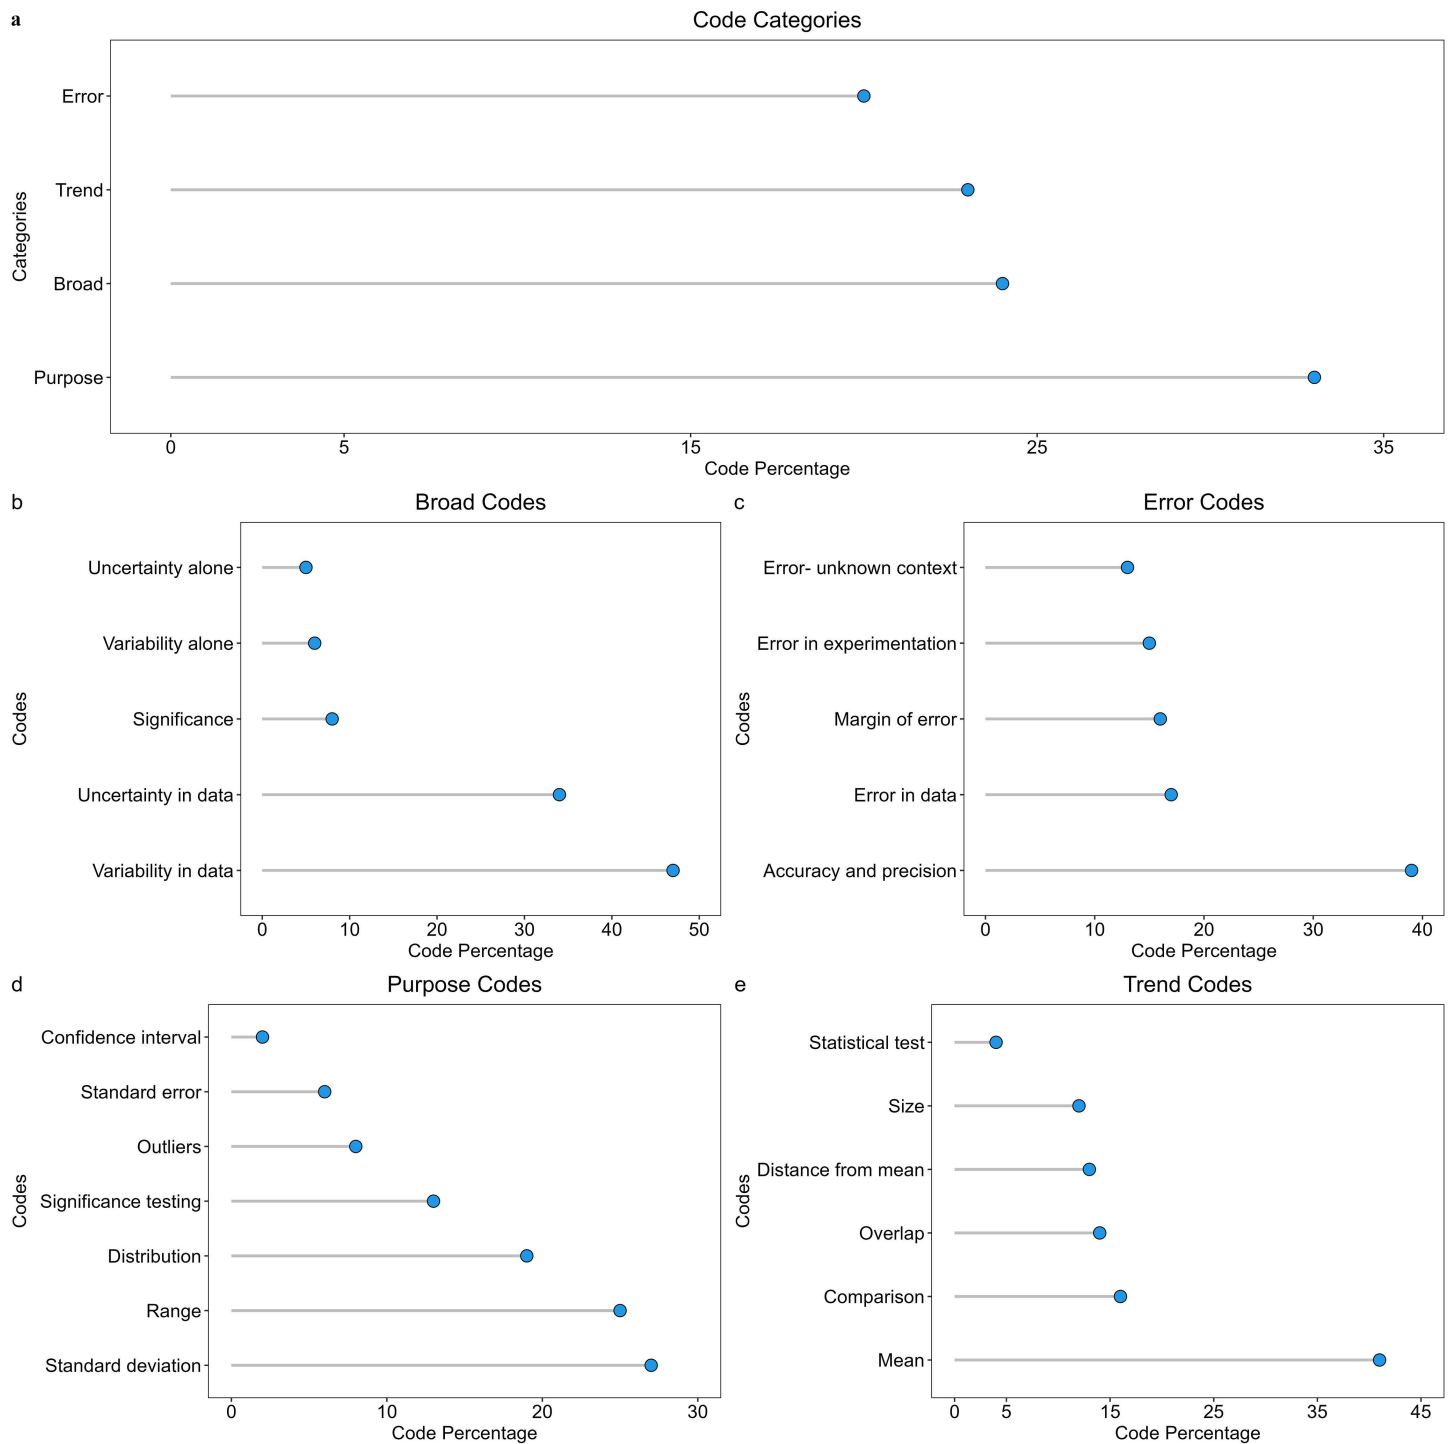 a
Code Categories
Categories
Error
Trend
Broad
Purpose
0 5 15 25 35
Code Percentage
b
Broad Codes
Codes
Uncertainty alone
Variability alone
Significance
Uncertainty in data
Variability in data
0 10 20 30 40 50
Code Percentage
c
Error Codes
Codes
Error- unknown context
Error in experimentation
Margin of error
Error in data
Accuracy and precision
0 10 20 30 40
Code Percentage
d
Purpose Codes
Codes
Confidence interval
Standard error
Outliers
Significance testing
Distribution
Range
Standard deviation
0 10 20 30
Code Percentage
e
Trend Codes
Codes
Statistical test
Size
Distance from mean
Overlap
Comparison
Mean
0 5 15 25 35 45
Code Percentage